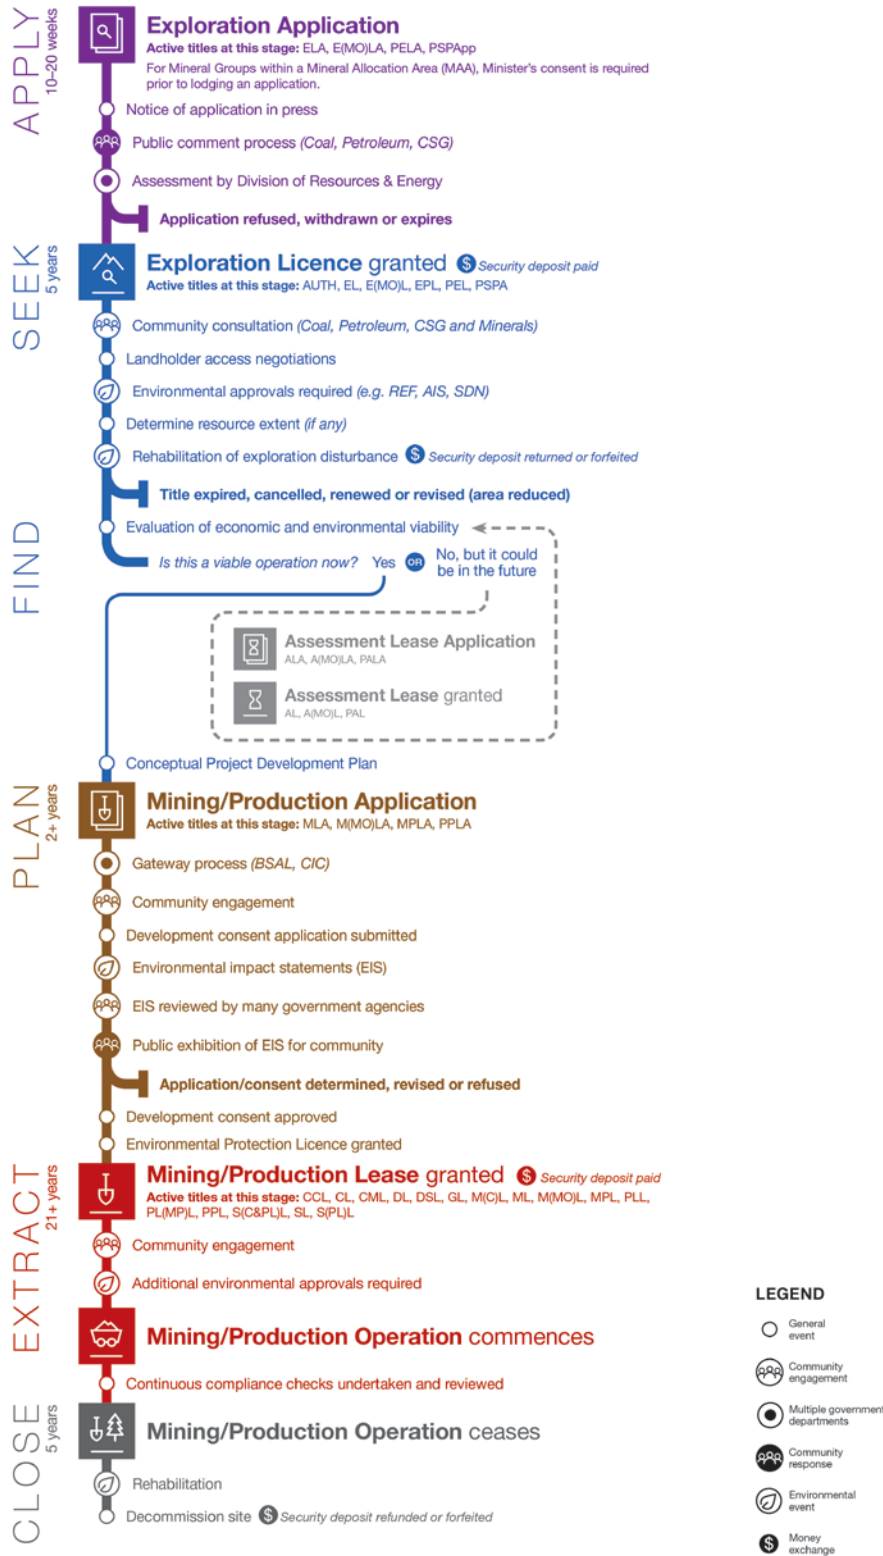 APPLY
10–20 weeks
Exploration Application
Active titles at this stage: ELA, E(MO)LA, PELA, PSPApp
For Mineral Groups within a Mineral Allocation Area (MAA), Minister's consent is required
prior to lodging an application.
Notice of application in press
Public comment process (Coal, Petroleum, CSG)
Assessment by Division of Resources & Energy
Application refused, withdrawn or expires
SEEK
5 years
Exploration Licence granted $ Security deposit paid
Active titles at this stage: AUTH, EL, E(MO)L, EPL, PEL, PSPA
Community consultation (Coal, Petroleum, CSG and Minerals)
Landholder access negotiations
Environmental approvals required (e.g. REF, AIS, SDN)
Determine resource extent (if any)
Rehabilitation of exploration disturbance $ Security deposit returned or forfeited
Title expired, cancelled, renewed or revised (area reduced)
FIND
Evaluation of economic and environmental viability
Is this a viable operation now? Yes OR No, but it could
be in the future
Assessment Lease Application
ALA, A(MO)LA, PALA
Assessment Lease granted
AL, A(MO)L, PAL
Conceptual Project Development Plan
PLAN
2+ years
Mining/Production Application
Active titles at this stage: MLA, M(MO)LA, MPLA, PPLA
Gateway process (BSAL, CIC)
Community engagement
Development consent application submitted
Environmental impact statements (EIS)
EIS reviewed by many government agencies
Public exhibition of EIS for community
Application/consent determined, revised or refused
Development consent approved
Environmental Protection Licence granted
EXTRACT
21+ years
Mining/Production Lease granted $ Security deposit paid
Active titles at this stage: CCL, CL, CML, DL, DSL, GL, M(C)L, ML, M(MO)L, MPL, PLL,
PL(MP)L, PPL, S(C&PL)L, SL, S(PL)L
Community engagement
Additional environmental approvals required
Mining/Production Operation commences
Continuous compliance checks undertaken and reviewed
CLOSE
5 years
Mining/Production Operation ceases
Rehabilitation
Decommission site $ Security deposit refunded or forfeited
LEGEND
General
event
Community
engagement
Multiple government
departments
Community
response
Environmental
event
$ Money
exchange